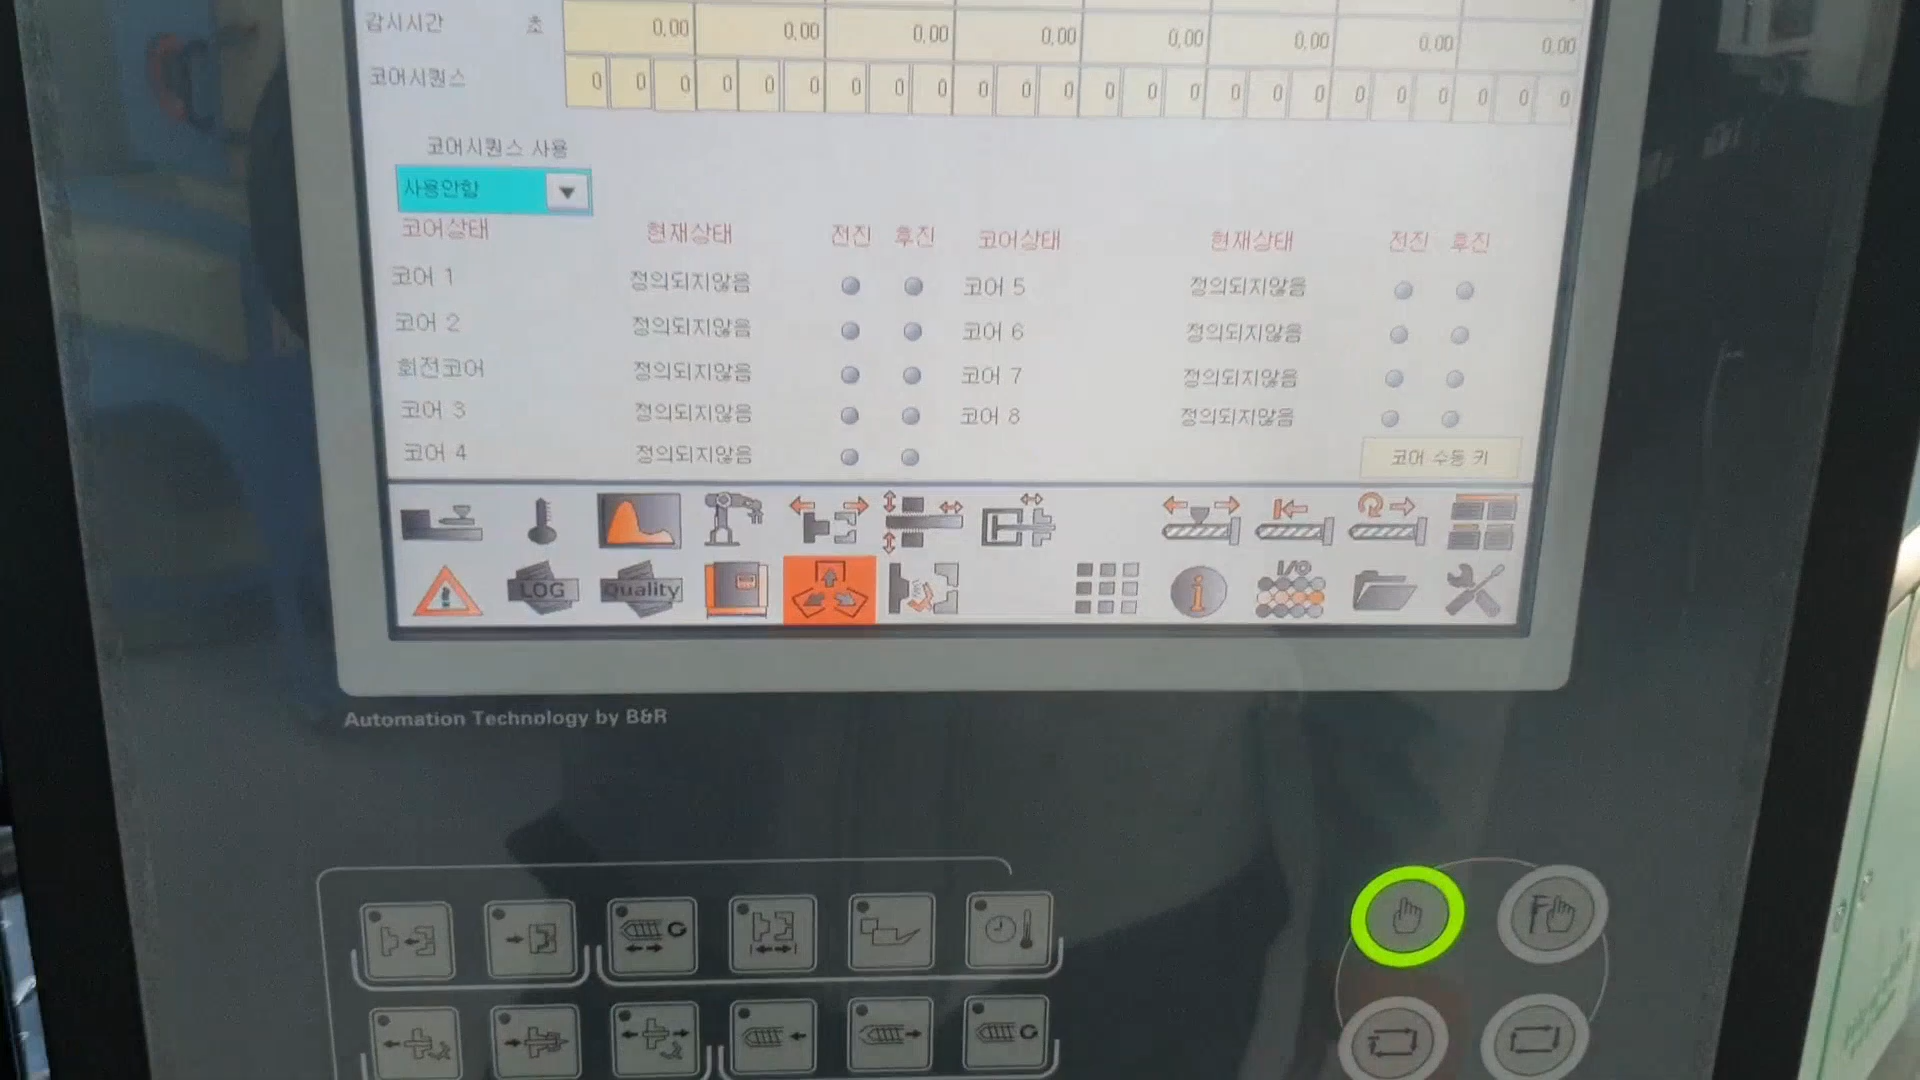 감시시간 초 0.00 0.00 0.00 0.00 0.00 0.00 0.00 0.00
코어시퀀스 0 0 0 0 0 0 0 0 0 0 0 0 0 0 0 0 0 0 0 0 0 0 0 0
코어시퀀스 사용
사용안함
코어상태 현재상태 전진 후진 코어상태 현재상태 전진 후진
코어 1 정의되지않음 코어 5 정의되지않음
코어 2 정의되지않음 코어 6 정의되지않음
회전코어 정의되지않음 코어 7 정의되지않음
코어 3 정의되지않음 코어 8 정의되지않음
코어 4 정의되지않음 코어 수동 키
LOG Quality i I/O
Automation Technology by B&R
F